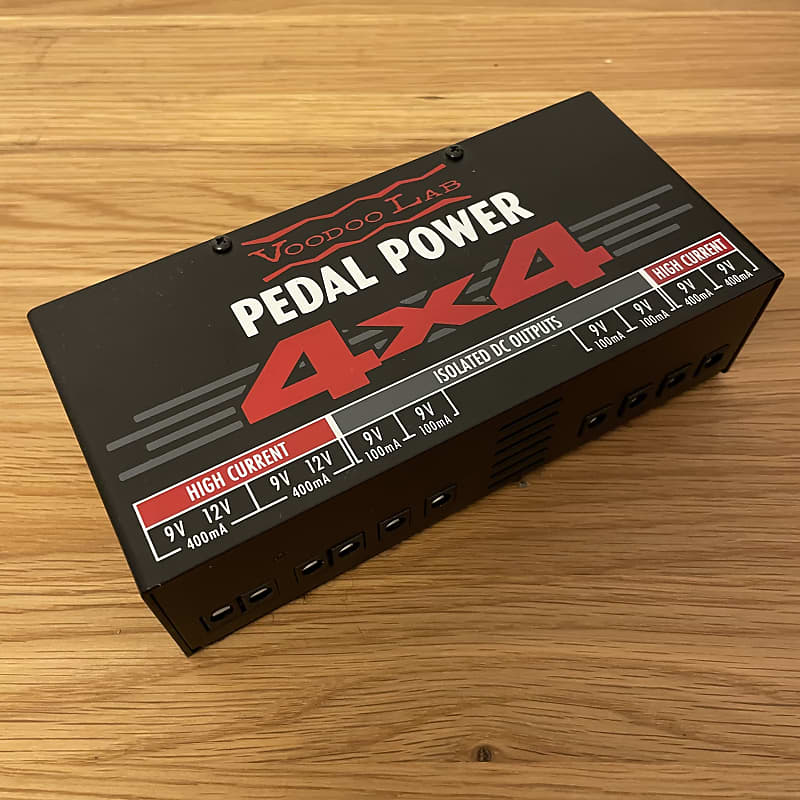 VOODOO LAB
PEDAL POWER
4x4
ISOLATED DC OUTPUTS
HIGH CURRENT
9V 12V
400mA
9V 12V
400mA
9V
100mA
9V
100mA
9V
100mA
9V
100mA
HIGH CURRENT
9V
400mA
9V
400mA